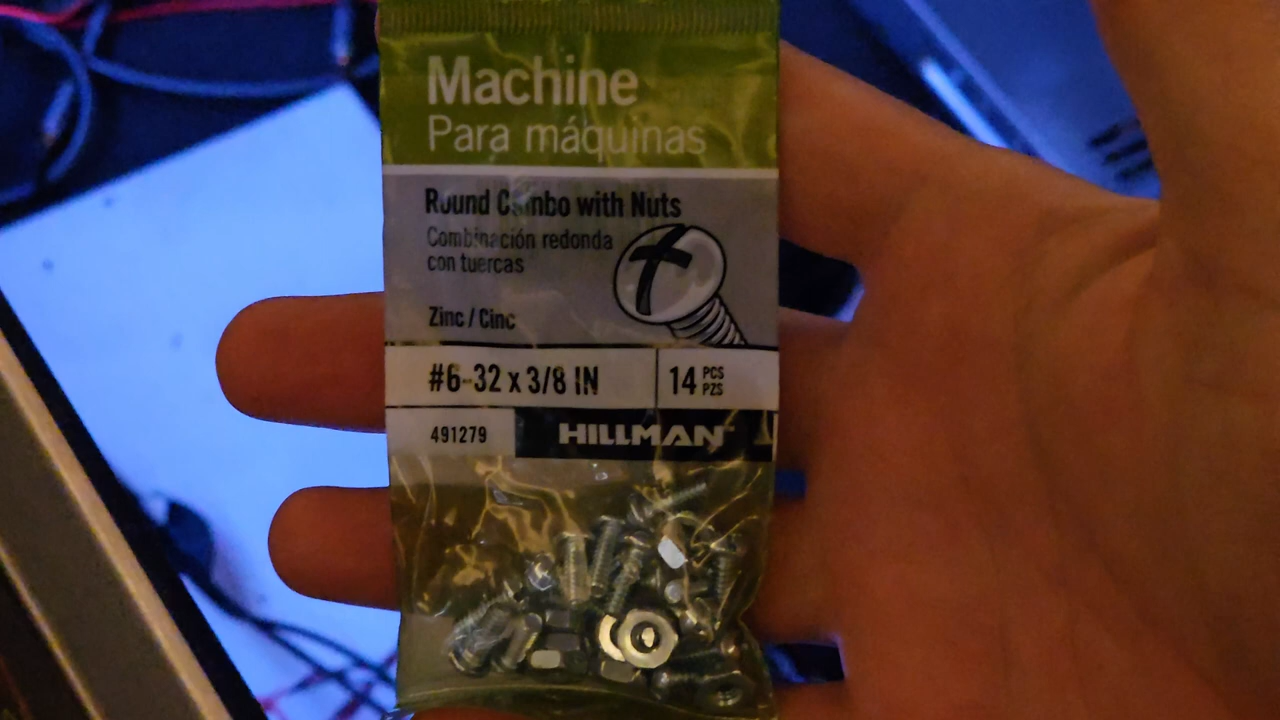 Machine
Para máquinas
Round Combo with Nuts
Combinación redonda
con tuercas
Zinc / Cinc
#6-32 x 3/8 IN
14 PCS
PZS
491279
HILLMAN